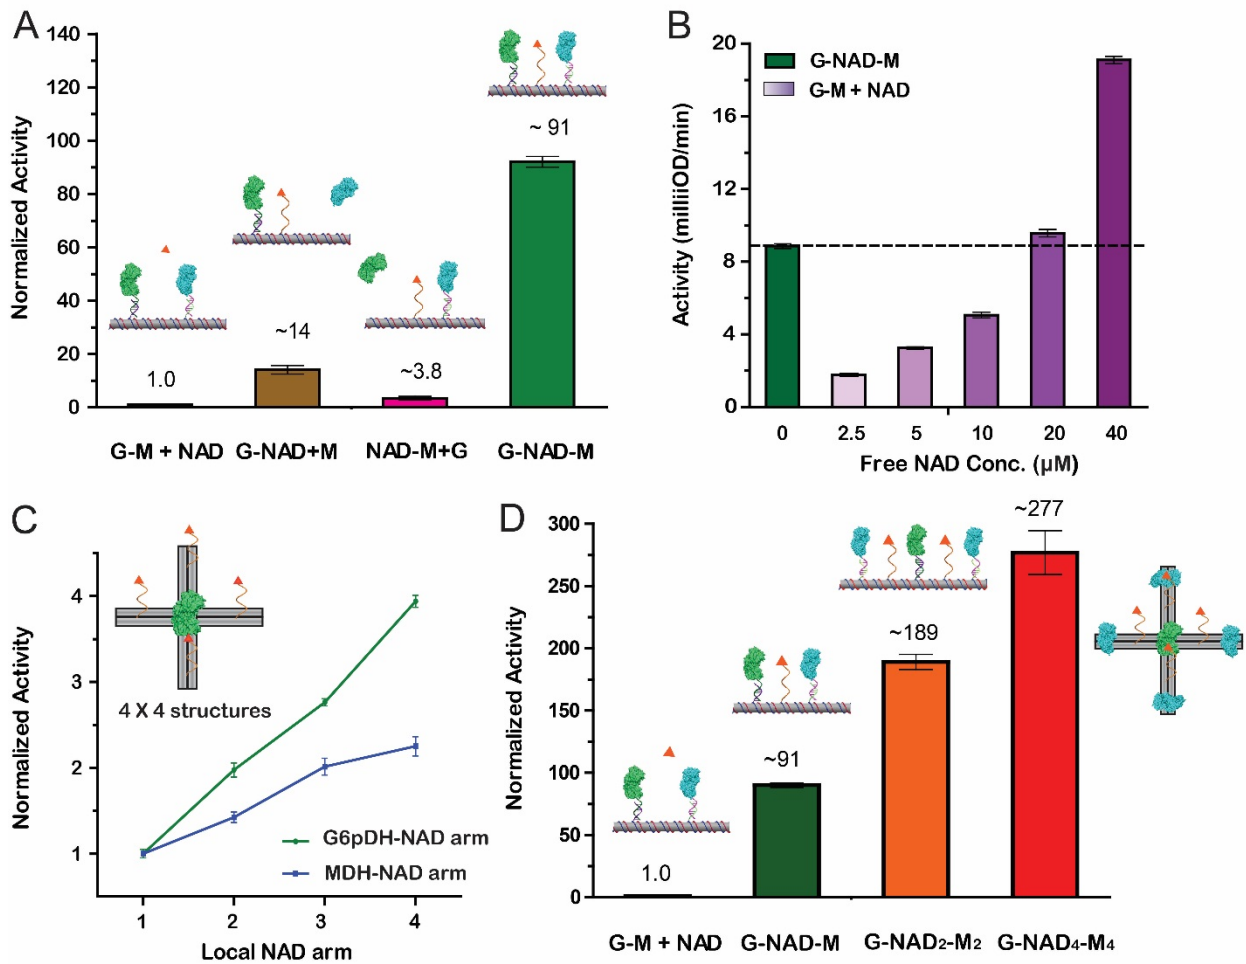 A
140
120
100
80
60
40
20
0
Normalized Activity
1.0
~14
~3.8
~ 91
G-M + NAD
G-NAD+M
NAD-M+G
G-NAD-M
B
20
16
12
8
4
0
Activity (milliiOD/min)
G-NAD-M
G-M + NAD
0
2.5
5
10
20
40
Free NAD Conc. (µM)
C
4
3
2
1
Normalized Activity
4 X 4 structures
G6pDH-NAD arm
MDH-NAD arm
1
2
3
4
Local NAD arm
D
300
250
200
150
100
50
0
Normalized Activity
1.0
~91
~189
~277
G-M + NAD
G-NAD-M
G-NAD₂-M₂
G-NAD₄-M₄